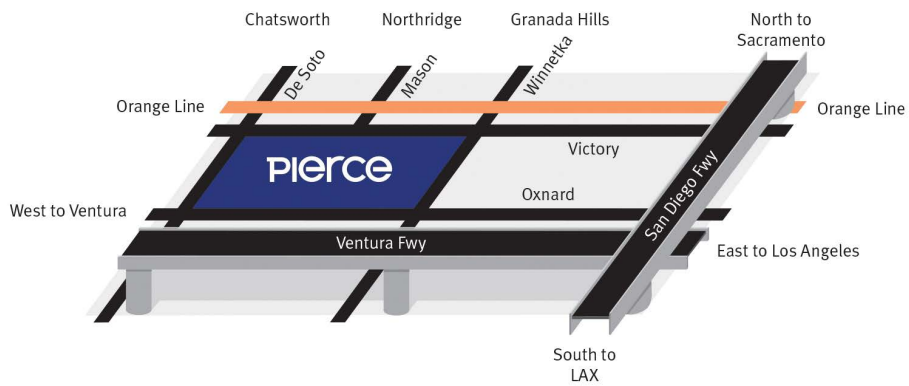 Chatsworth
Northridge
Granada Hills
North to
Sacramento
De Soto
Mason
Winnetka
Orange Line
Orange Line
Victory
PIerce
Oxnard
West to Ventura
San Diego Fwy
Ventura Fwy
East to Los Angeles
South to
LAX